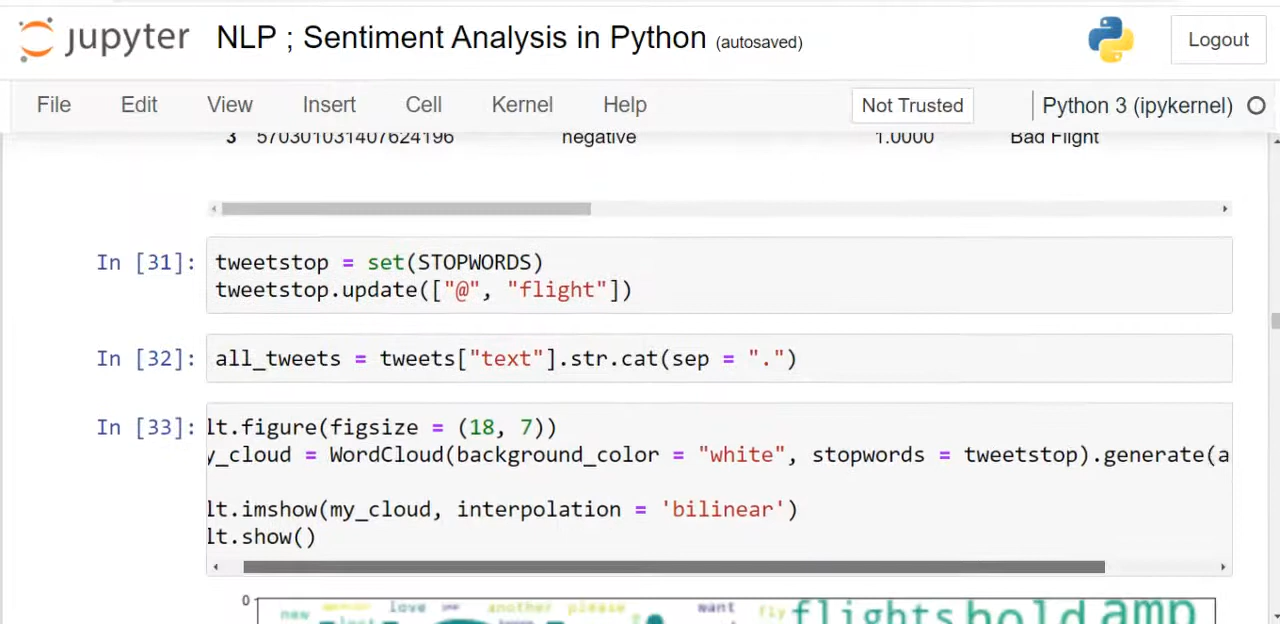 jupyter NLP ; Sentiment Analysis in Python (autosaved) Logout
File Edit View Insert Cell Kernel Help Not Trusted Python 3 (ipykernel)
3 570301031407624196 negative 1.0000 Bad Flight
In [31]: tweetstop = set(STOPWORDS)
tweetstop.update(["@", "flight"])
In [32]: all_tweets = tweets["text"].str.cat(sep = ".")
In [33]: lt.figure(figsize = (18, 7))
y_cloud = WordCloud(background_color = "white", stopwords = tweetstop).generate(a
lt.imshow(my_cloud, interpolation = 'bilinear')
lt.show()
0
new love another please want fly flights hold amp